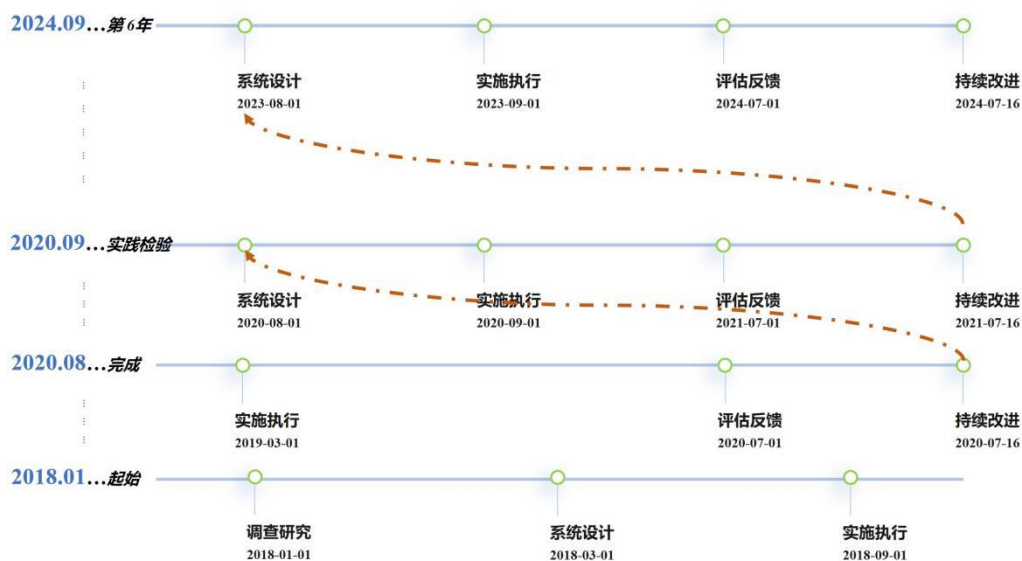 2024.09...第6年
系统设计 实施执行 评估反馈 持续改进
2023-08-01 2023-09-01 2024-07-01 2024-07-16
2020.09...实践检验
系统设计 实施执行 评估反馈 持续改进
2020-08-01 2020-09-01 2021-07-01 2021-07-16
2020.08...完成
实施执行 评估反馈 持续改进
2019-03-01 2020-07-01 2020-07-16
2018.01...起始
调查研究 系统设计 实施执行
2018-01-01 2018-03-01 2018-09-01